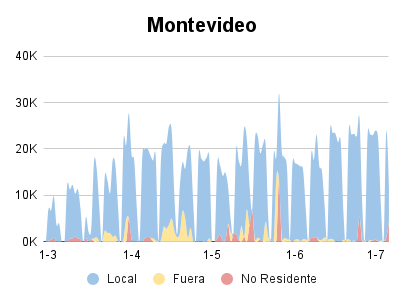 Montevideo
40K
30K
20K
10K
0K
1-3 1-4 1-5 1-6 1-7
Local Fuera No Residente